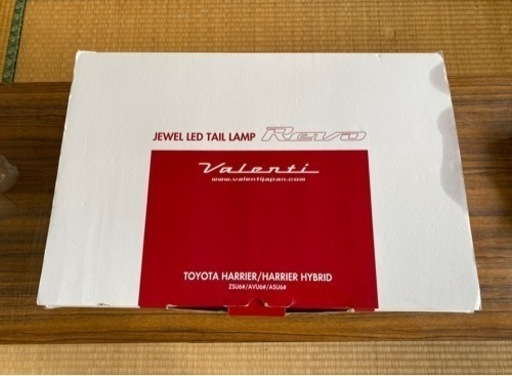 JEWEL LED TAIL LAMP Revo
Valenti
www.valentijapan.com
TOYOTA HARRIER/HARRIER HYBRID
ZSU6#/AVU6#/ASU6#